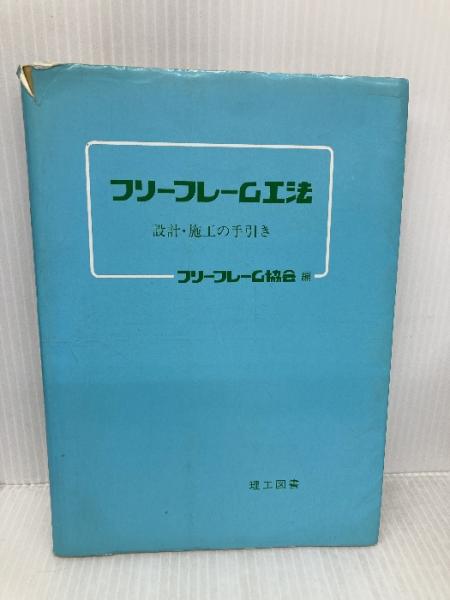 フリーフレーム工法
設計・施工の手引き
フリーフレーム協会 編
理工図書